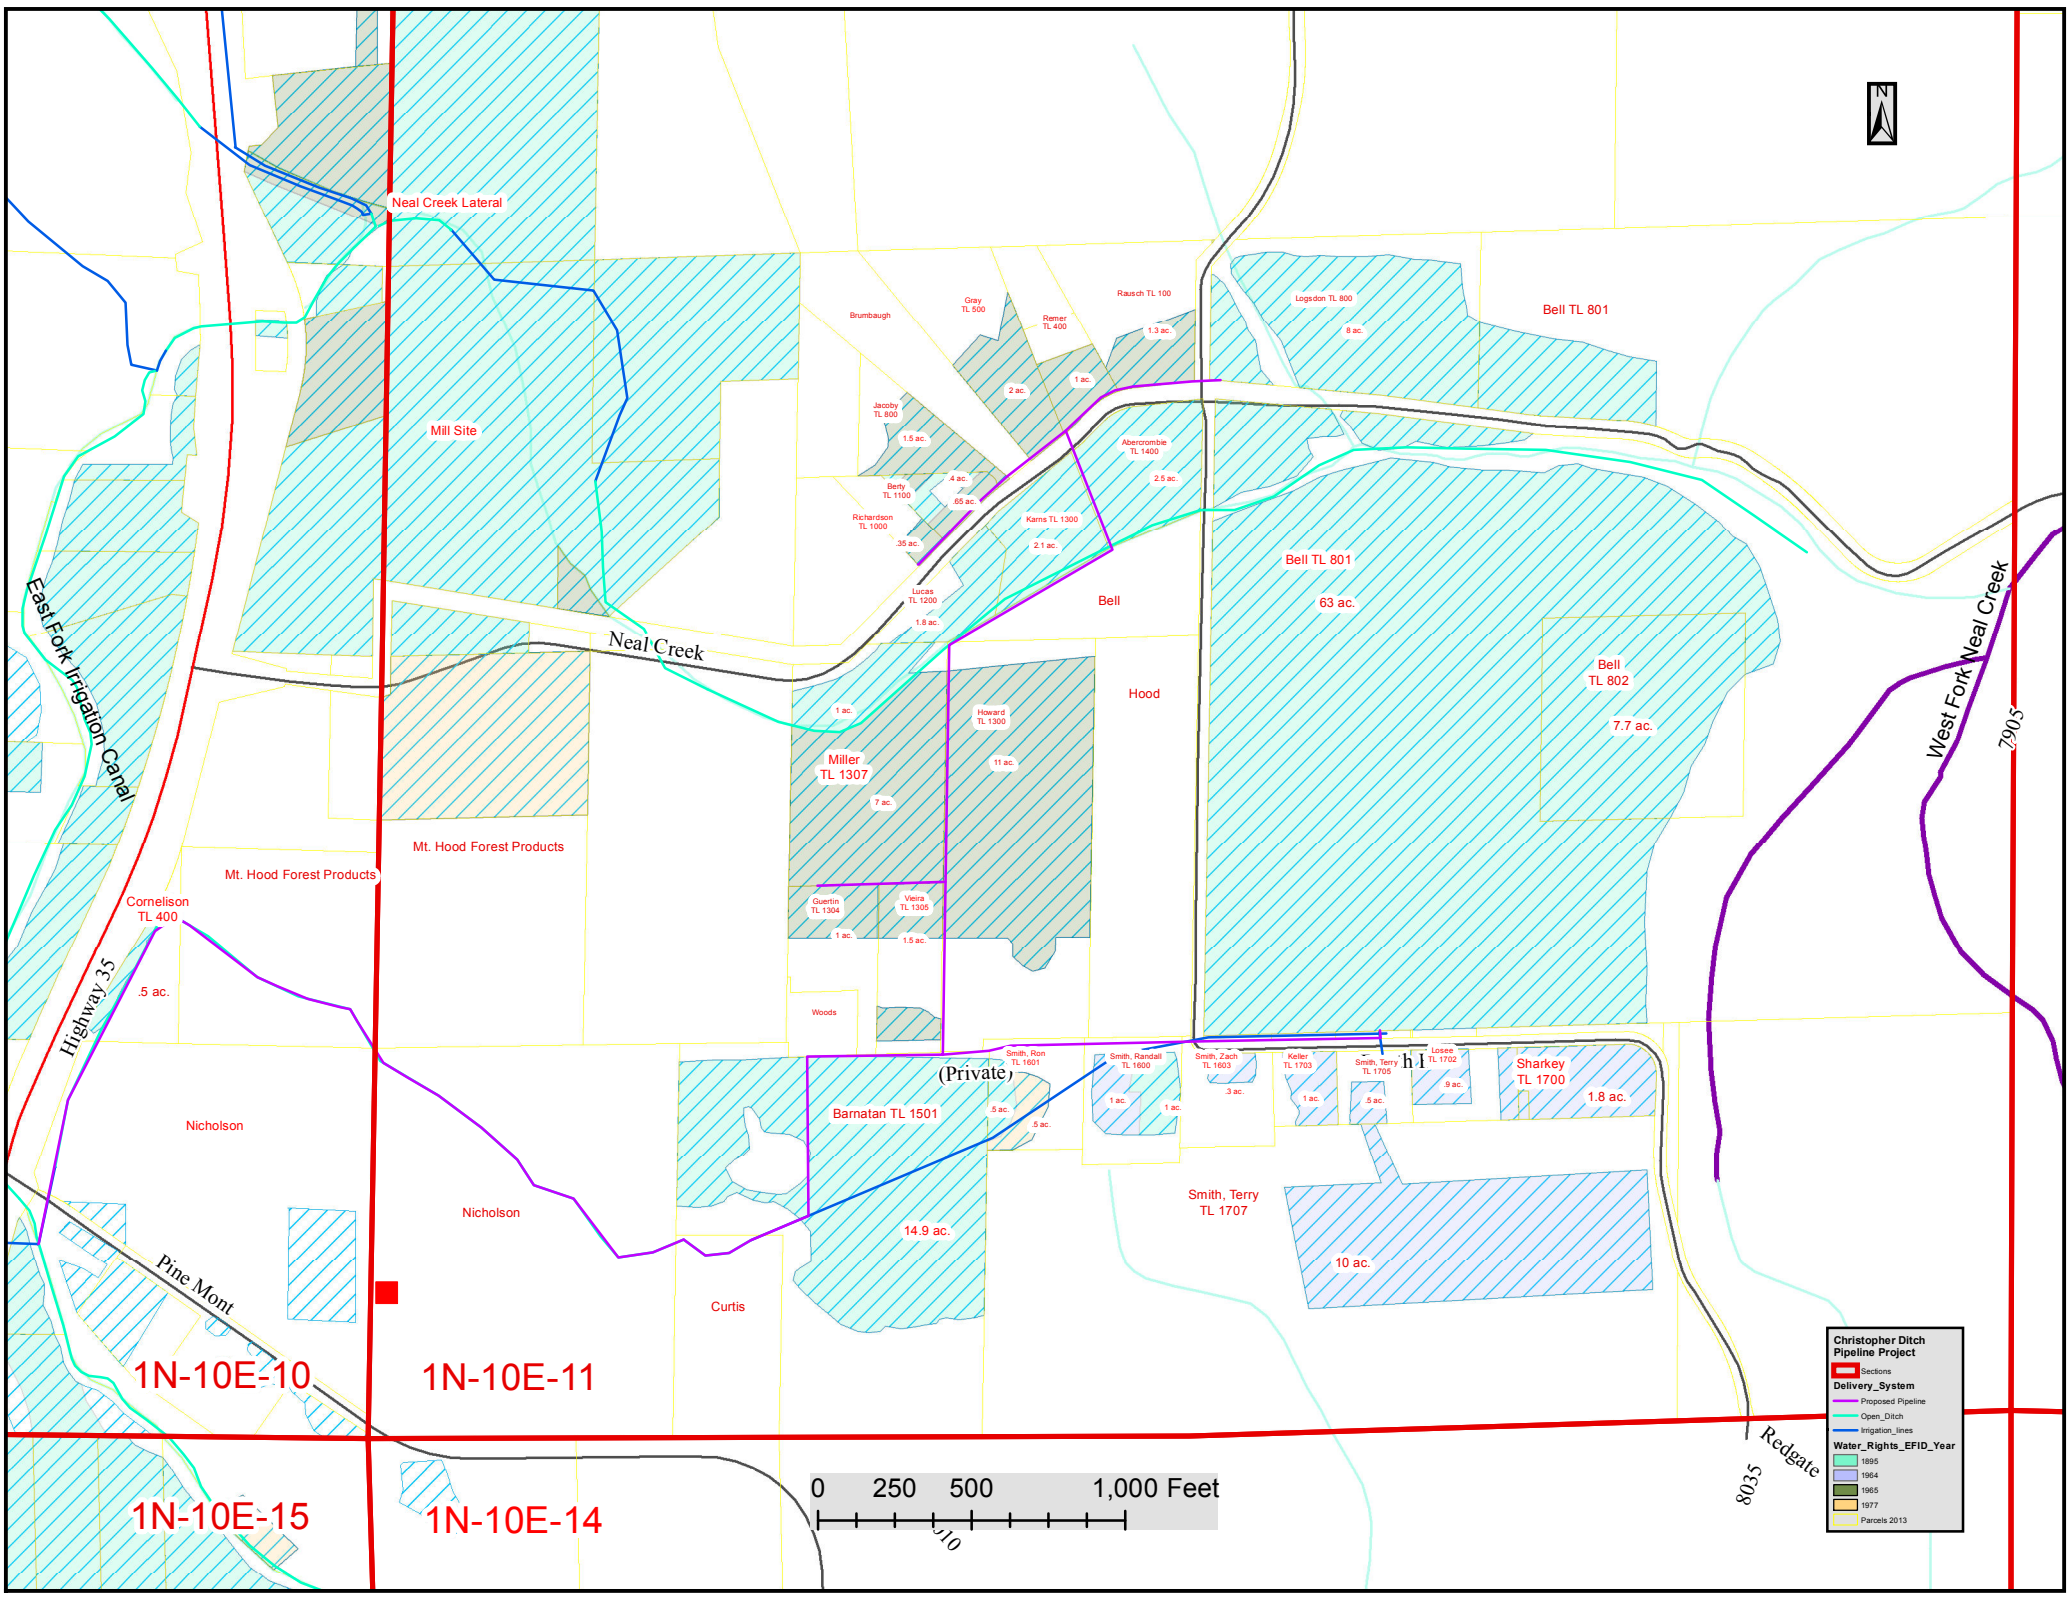 N
Neal Creek Lateral
Mill Site
Brumbaugh
Gray
TL 500
Remer
TL 400
Rausch TL 100
1.3 ac.
2 ac.
1 ac.
Logsdon TL 800
8 ac.
Bell TL 801
Jacoby
TL 800
1.5 ac.
Abercrombie
TL 1400
2.5 ac.
.4 ac.
.65 ac.
Berty
TL 1100
Richardson
TL 1000
.35 ac.
Karns TL 1300
2.1 ac.
Lucas
TL 1200
1.8 ac.
Bell
Bell TL 801
63 ac.
Bell
TL 802
7.7 ac.
East Fork Irrigation Canal
Neal Creek
West Fork Neal Creek
7905
Hood
1 ac.
Howard
TL 1300
11 ac.
Miller
TL 1307
7 ac.
Mt. Hood Forest Products
Mt. Hood Forest Products
Cornelison
TL 400
.5 ac.
Highway 35
Guertin
TL 1304
1 ac.
Vieira
TL 1305
1.5 ac.
Woods
(Private)
Smith, Ron
TL 1601
.5 ac.
.5 ac.
Smith, Randall
TL 1600
1 ac.
1 ac.
Smith, Zach
TL 1603
.3 ac.
Keller
TL 1703
1 ac.
Smith, Terry
TL 1705
.5 ac.
Losee
TL 1702
.9 ac.
Sharkey
TL 1700
1.8 ac.
Barnatan TL 1501
14.9 ac.
Nicholson
Nicholson
Smith, Terry
TL 1707
10 ac.
Curtis
Pine Mont
1N-10E-10
1N-10E-11
1N-10E-15
1N-10E-14
Redgate
8035
0 250 500 1,000 Feet
Christopher Ditch
Pipeline Project
Sections
Delivery_System
Proposed Pipeline
Open_Ditch
Irrigation_lines
Water_Rights_EFID_Year
1895
1964
1965
1977
Parcels 2013